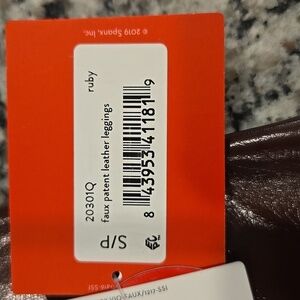 © 2019 Spanx, Inc.
ruby
8 43953 41181 9
faux patent leather leggings
20301Q
S/P